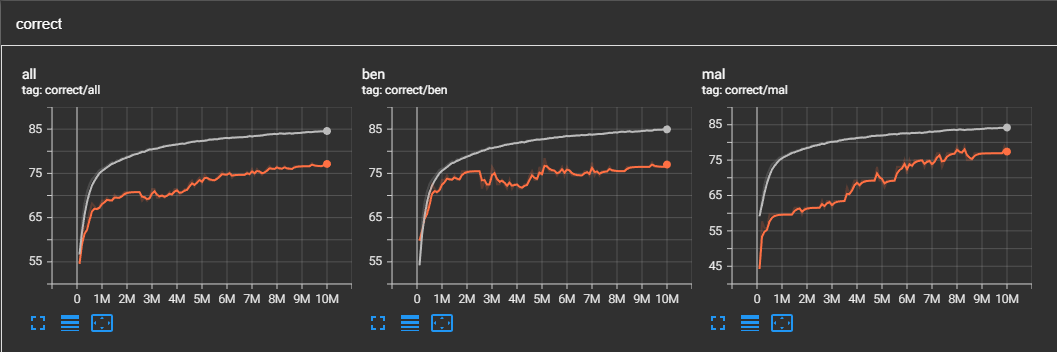 correct
all
tag: correct/all
85
75
65
55
0 1M 2M 3M 4M 5M 6M 7M 8M 9M 10M
ben
tag: correct/ben
85
75
65
55
0 1M 2M 3M 4M 5M 6M 7M 8M 9M 10M
mal
tag: correct/mal
85
75
65
55
45
0 1M 2M 3M 4M 5M 6M 7M 8M 9M 10M